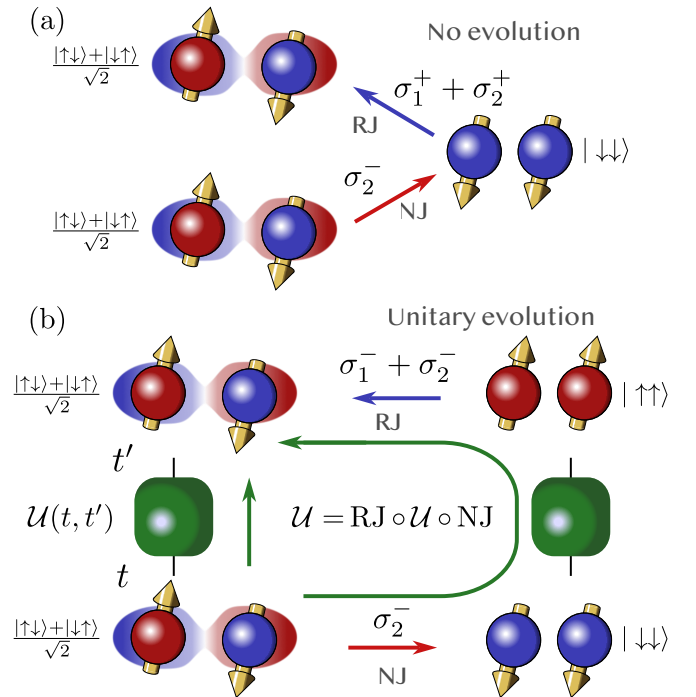 (a) No evolution
|↑↓⟩+|↓↑⟩/√2
σ₁⁺ + σ₂⁺
RJ
|↓↓⟩
σ₂⁻
NJ
|↑↓⟩+|↓↑⟩/√2
(b) Unitary evolution
|↑↓⟩+|↓↑⟩/√2
σ₁⁻ + σ₂⁻
RJ
|↑↑⟩
t′
𝒰(t, t′)
𝒰 = RJ ∘ 𝒰 ∘ NJ
t
|↑↓⟩+|↓↑⟩/√2
σ₂⁻
NJ
|↓↓⟩